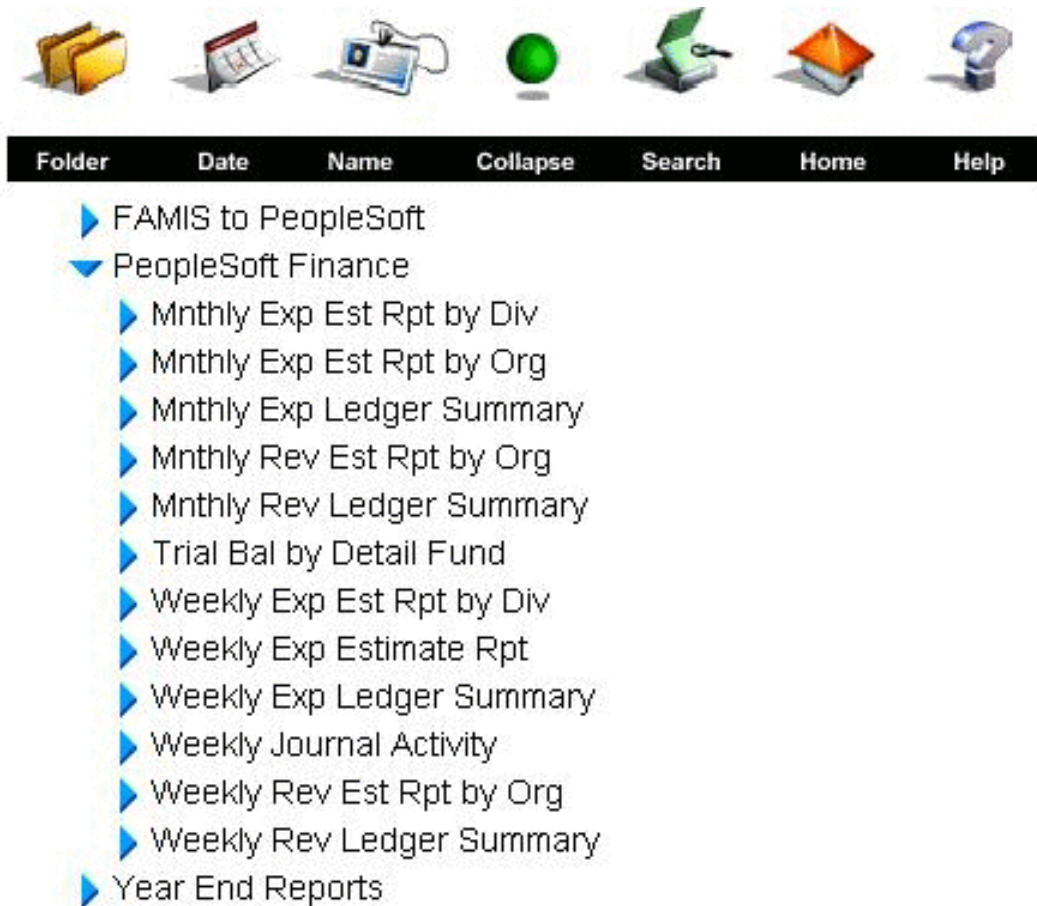 Folder Date Name Collapse Search Home Help
FAMIS to PeopleSoft
PeopleSoft Finance
Mnthly Exp Est Rpt by Div
Mnthly Exp Est Rpt by Org
Mnthly Exp Ledger Summary
Mnthly Rev Est Rpt by Org
Mnthly Rev Ledger Summary
Trial Bal by Detail Fund
Weekly Exp Est Rpt by Div
Weekly Exp Estimate Rpt
Weekly Exp Ledger Summary
Weekly Journal Activity
Weekly Rev Est Rpt by Org
Weekly Rev Ledger Summary
Year End Reports